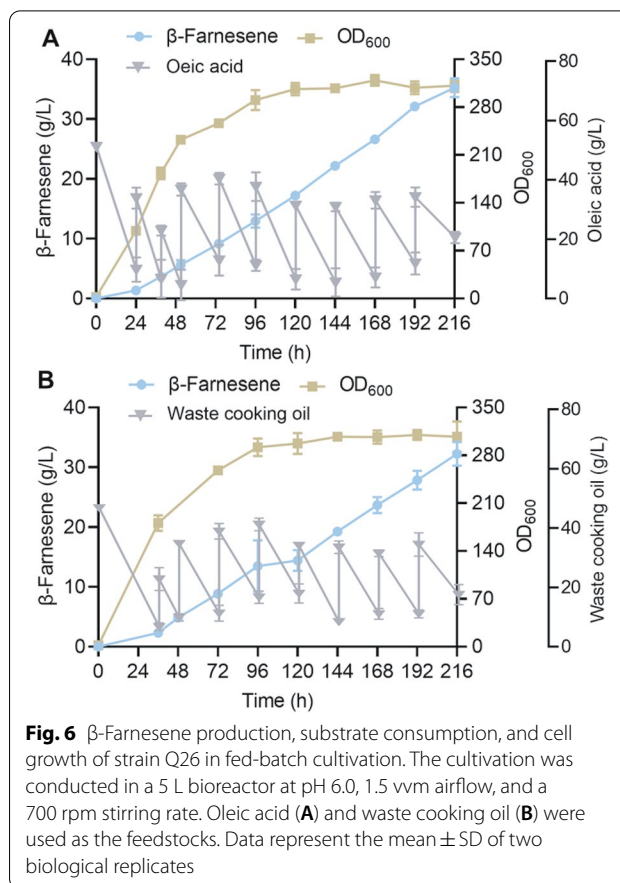 A
β-Farnesene OD600
Oeic acid
40 350 80
30 280 60
20 210 40
10 140 20
0 70 0
0
β-Farnesene (g/L)
OD600
Oleic acid (g/L)
0 24 48 72 96 120 144 168 192 216
Time (h)
B
β-Farnesene OD600
Waste cooking oil
40 350 80
30 280 60
20 210 40
10 140 20
0 70 0
0
β-Farnesene (g/L)
OD600
Waste cooking oil (g/L)
0 24 48 72 96 120 144 168 192 216
Time (h)
Fig. 6 β-Farnesene production, substrate consumption, and cell
growth of strain Q26 in fed-batch cultivation. The cultivation was
conducted in a 5 L bioreactor at pH 6.0, 1.5 vvm airflow, and a
700 rpm stirring rate. Oleic acid (A) and waste cooking oil (B) were
used as the feedstocks. Data represent the mean ± SD of two
biological replicates